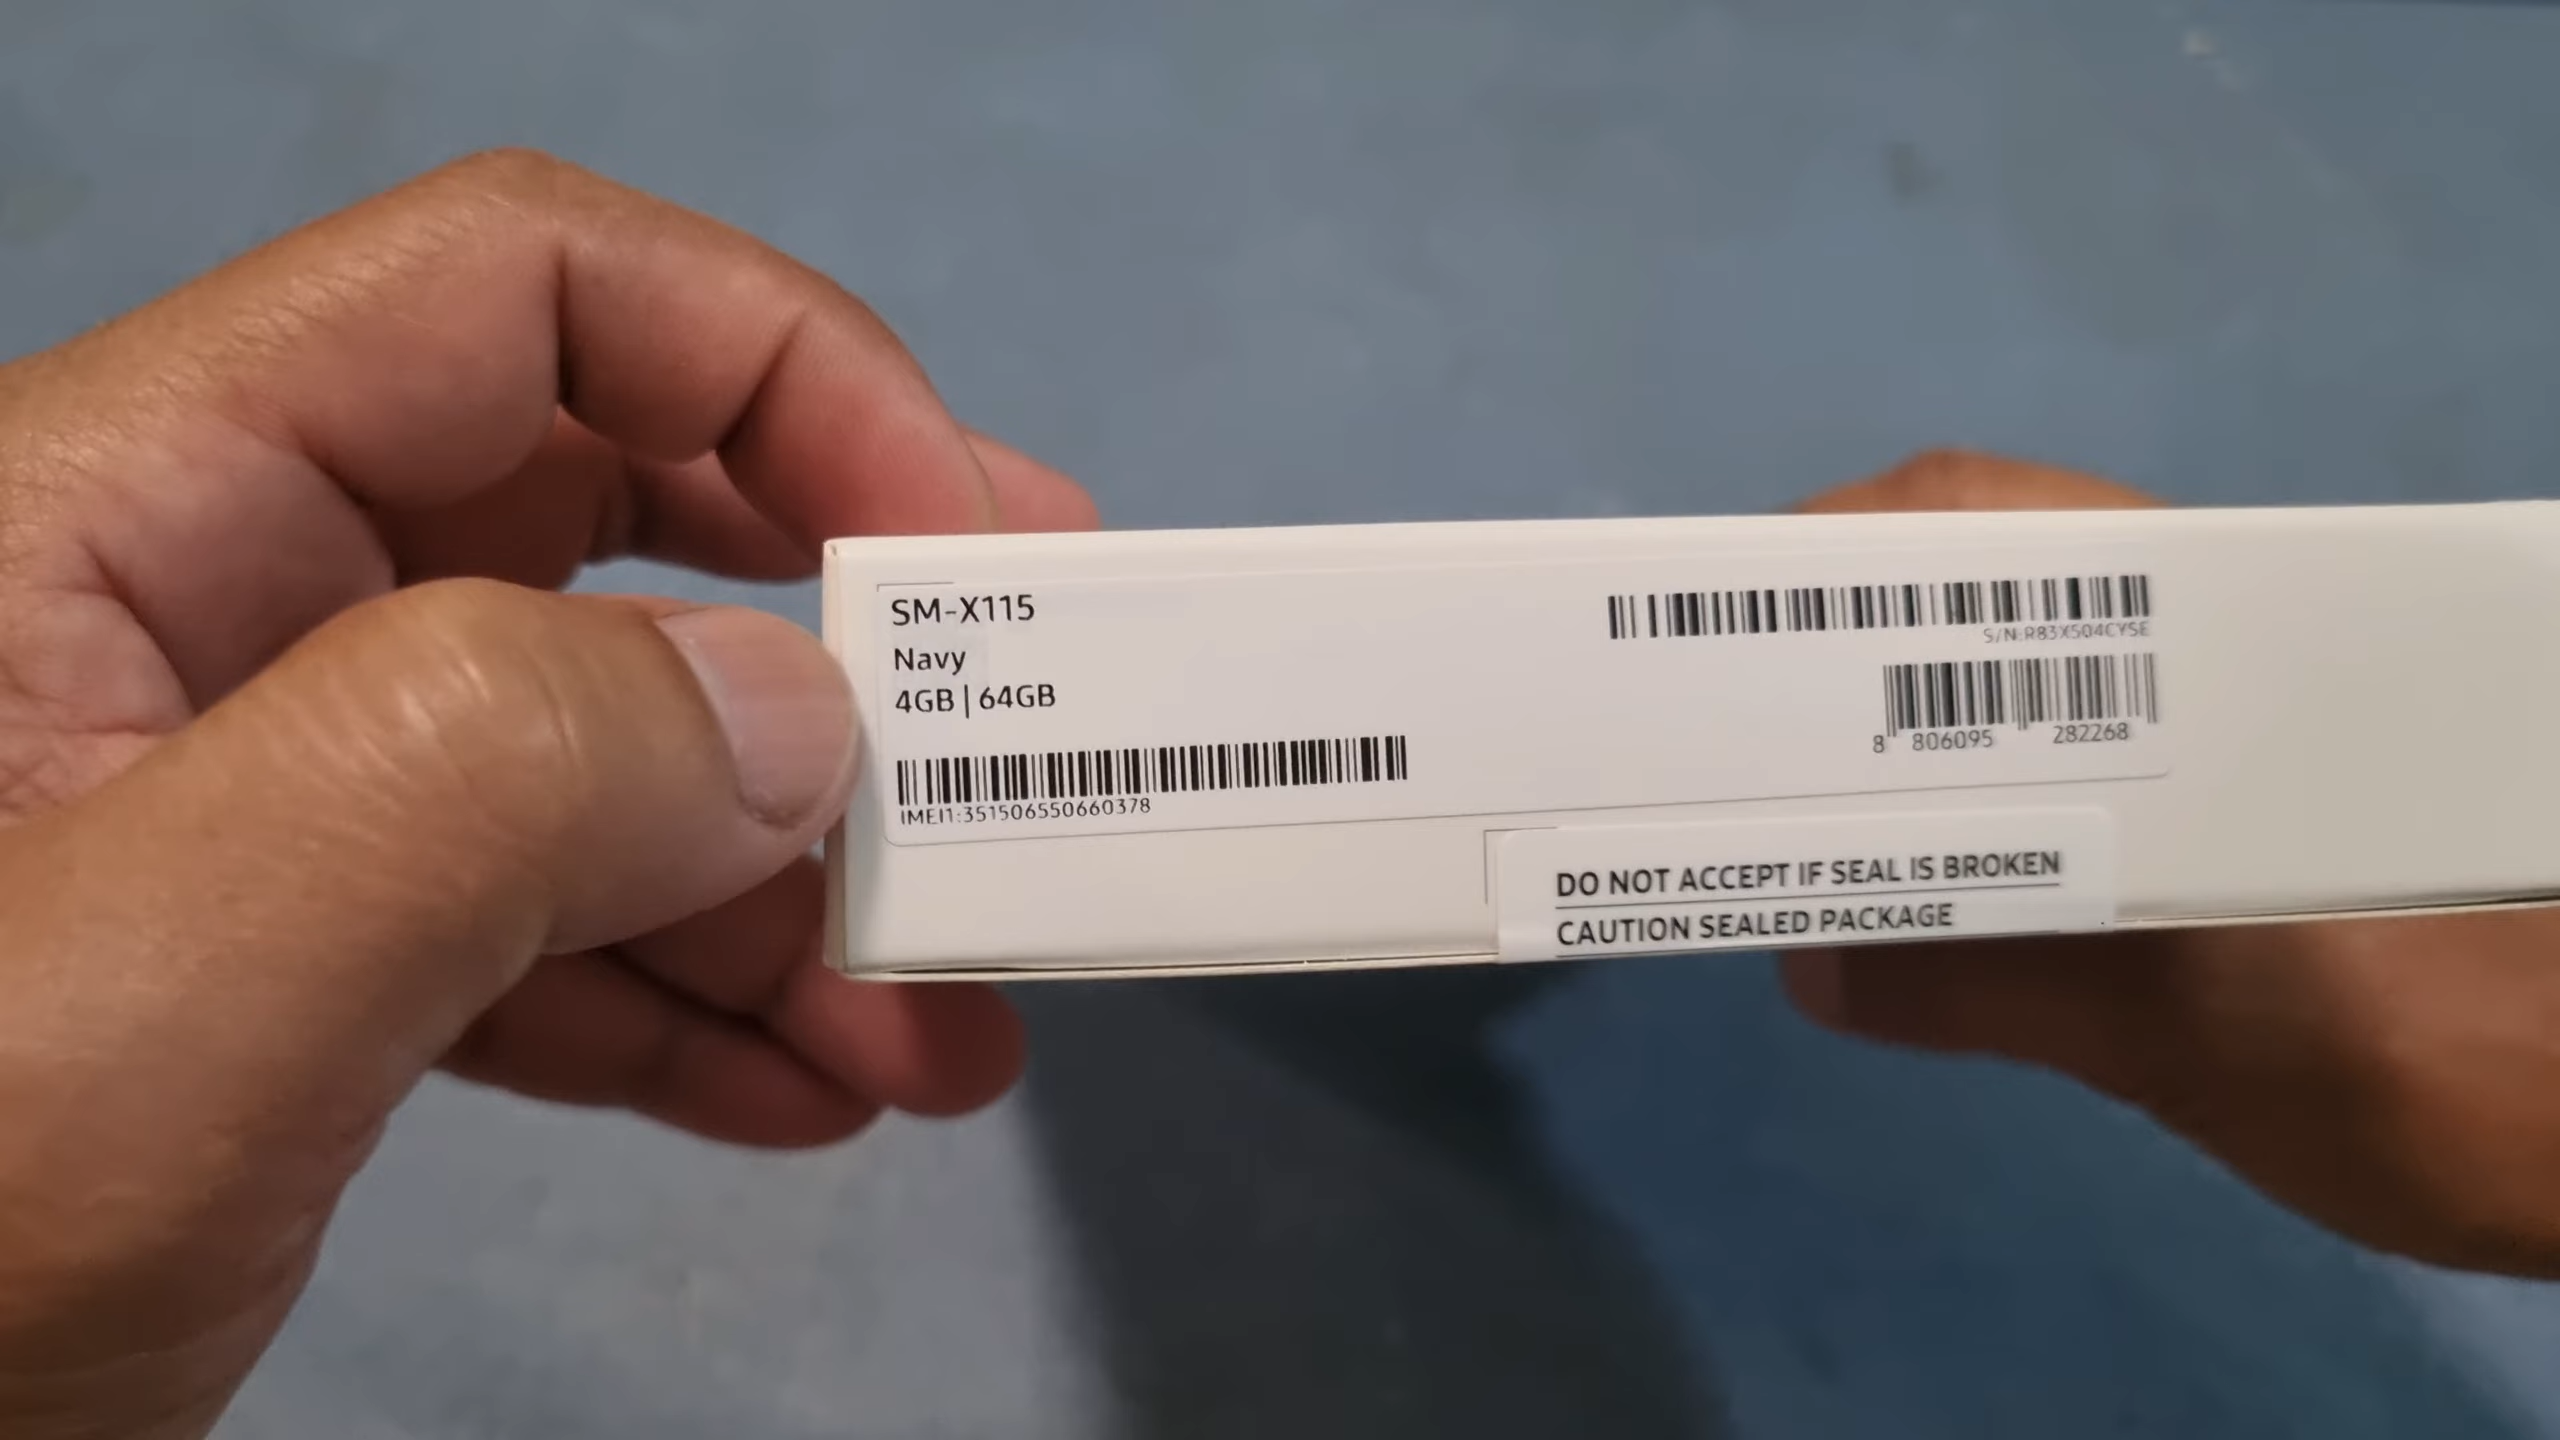 SM-X115
Navy
4GB | 64GB
IMEI1:351506550660378
S/N:R83X504CYSE
8 806095 282268
DO NOT ACCEPT IF SEAL IS BROKEN
CAUTION SEALED PACKAGE